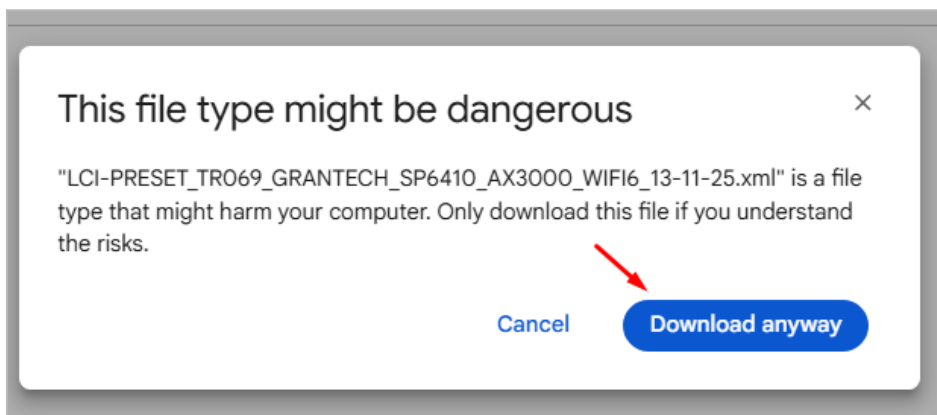 This file type might be dangerous
"LCI-PRESET_TR069_GRANTECH_SP6410_AX3000_WIFI6_13-11-25.xml" is a file
type that might harm your computer. Only download this file if you understand
the risks.
Cancel
Download anyway